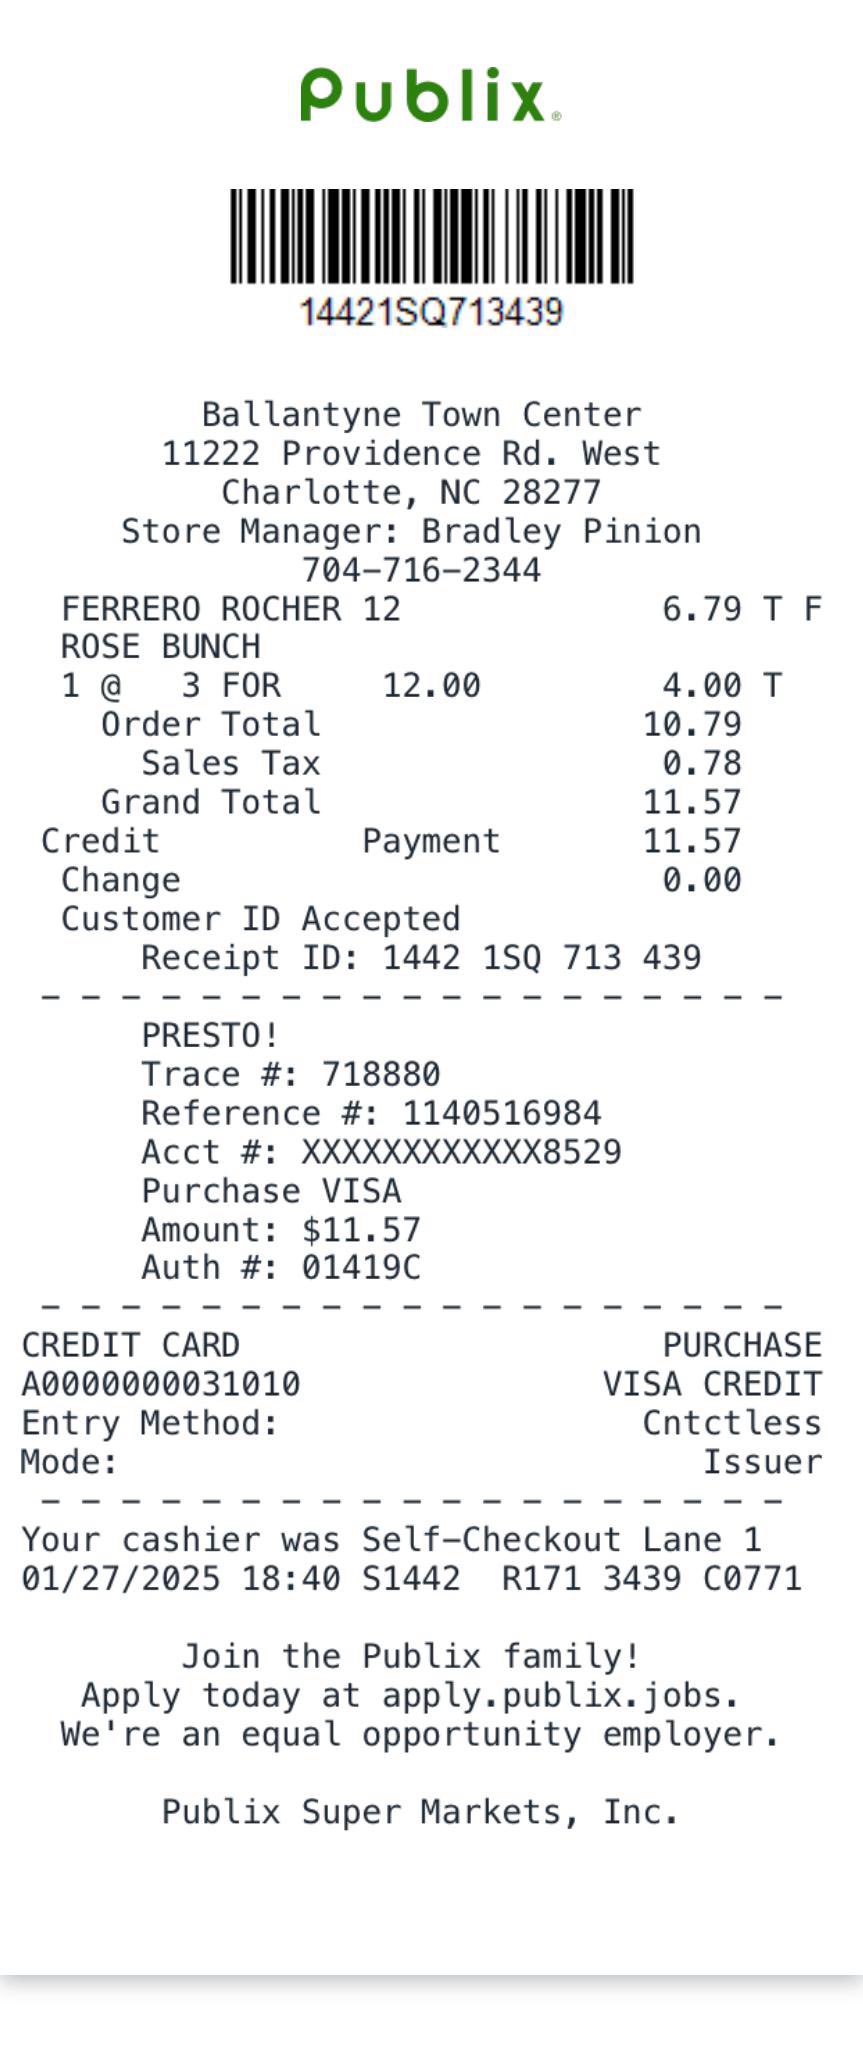 Publix®
14421SQ713439
Ballantyne Town Center
11222 Providence Rd. West
Charlotte, NC 28277
Store Manager: Bradley Pinion
704-716-2344
FERRERO ROCHER 12 6.79 T F
ROSE BUNCH
1 @ 3 FOR 12.00 4.00 T
Order Total 10.79
Sales Tax 0.78
Grand Total 11.57
Credit Payment 11.57
Change 0.00
Customer ID Accepted
Receipt ID: 1442 1SQ 713 439
- - - - - - - - - - - - - - - - - - -
PRESTO!
Trace #: 718880
Reference #: 1140516984
Acct #: XXXXXXXXXXXX8529
Purchase VISA
Amount: $11.57
Auth #: 01419C
- - - - - - - - - - - - - - - - - - -
CREDIT CARD PURCHASE
A0000000031010 VISA CREDIT
Entry Method: Cntctless
Mode: Issuer
- - - - - - - - - - - - - - - - - - -
Your cashier was Self-Checkout Lane 1
01/27/2025 18:40 S1442 R171 3439 C0771
Join the Publix family!
Apply today at apply.publix.jobs.
We're an equal opportunity employer.
Publix Super Markets, Inc.